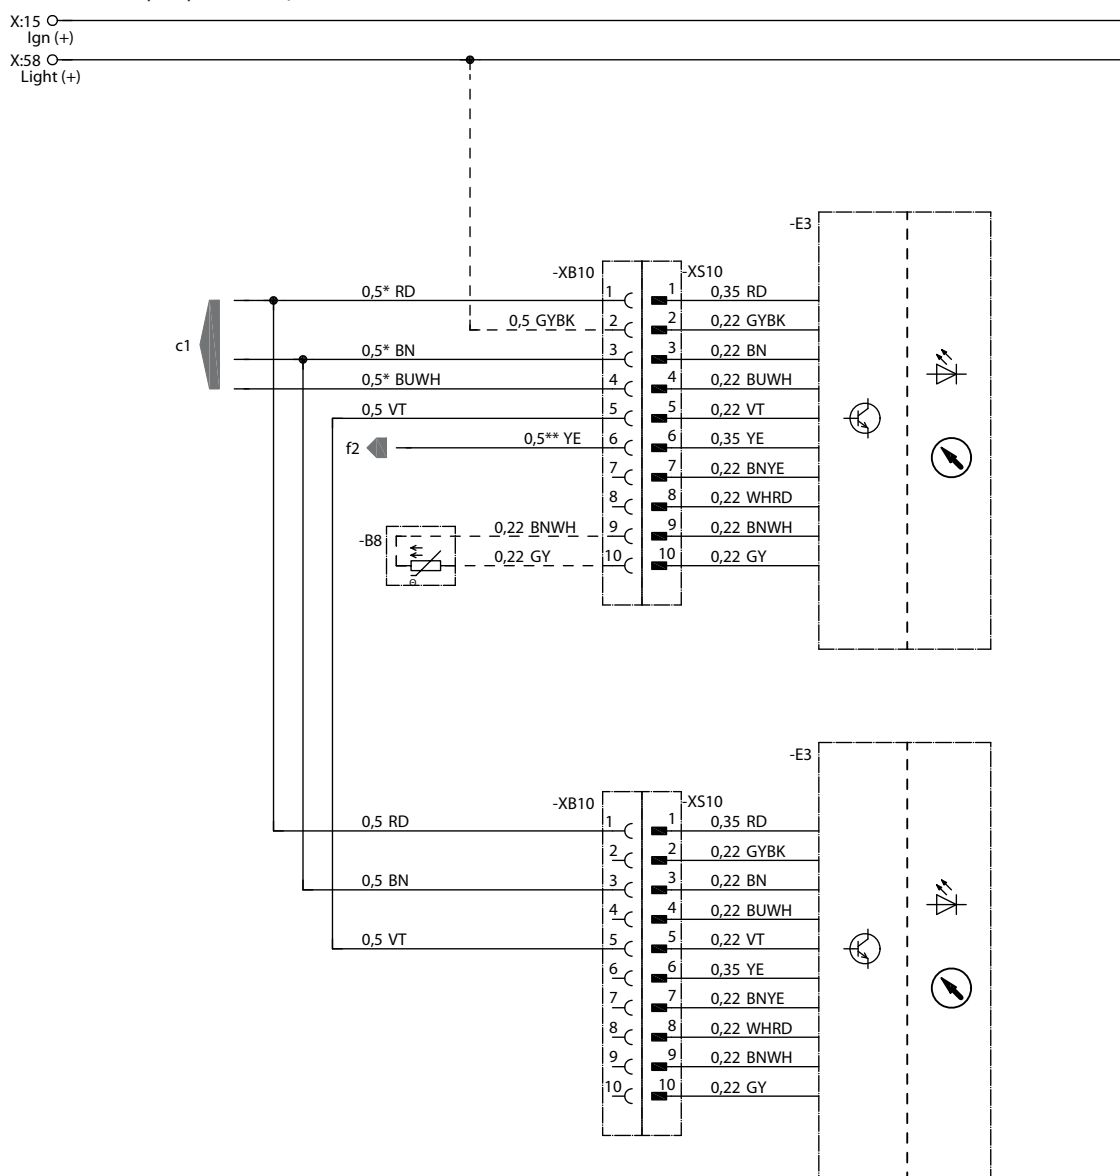 X:15
Ign (+)
X:58
Light (+)
-E3
-XB10
-XS10
c1
0,5* RD
1
1
0,35 RD
0,5 GYBK
2
2
0,22 GYBK
0,5* BN
3
3
0,22 BN
0,5* BUWH
4
4
0,22 BUWH
0,5 VT
5
5
0,22 VT
f2
0,5** YE
6
6
0,35 YE
7
7
0,22 BNYE
8
8
0,22 WHRD
-B8
0,22 BNWH
9
9
0,22 BNWH
0,22 GY
10
10
0,22 GY
Θ
-E3
-XB10
-XS10
0,5 RD
1
1
0,35 RD
2
2
0,22 GYBK
0,5 BN
3
3
0,22 BN
4
4
0,22 BUWH
0,5 VT
5
5
0,22 VT
6
6
0,35 YE
7
7
0,22 BNYE
8
8
0,22 WHRD
9
9
0,22 BNWH
10
10
0,22 GY